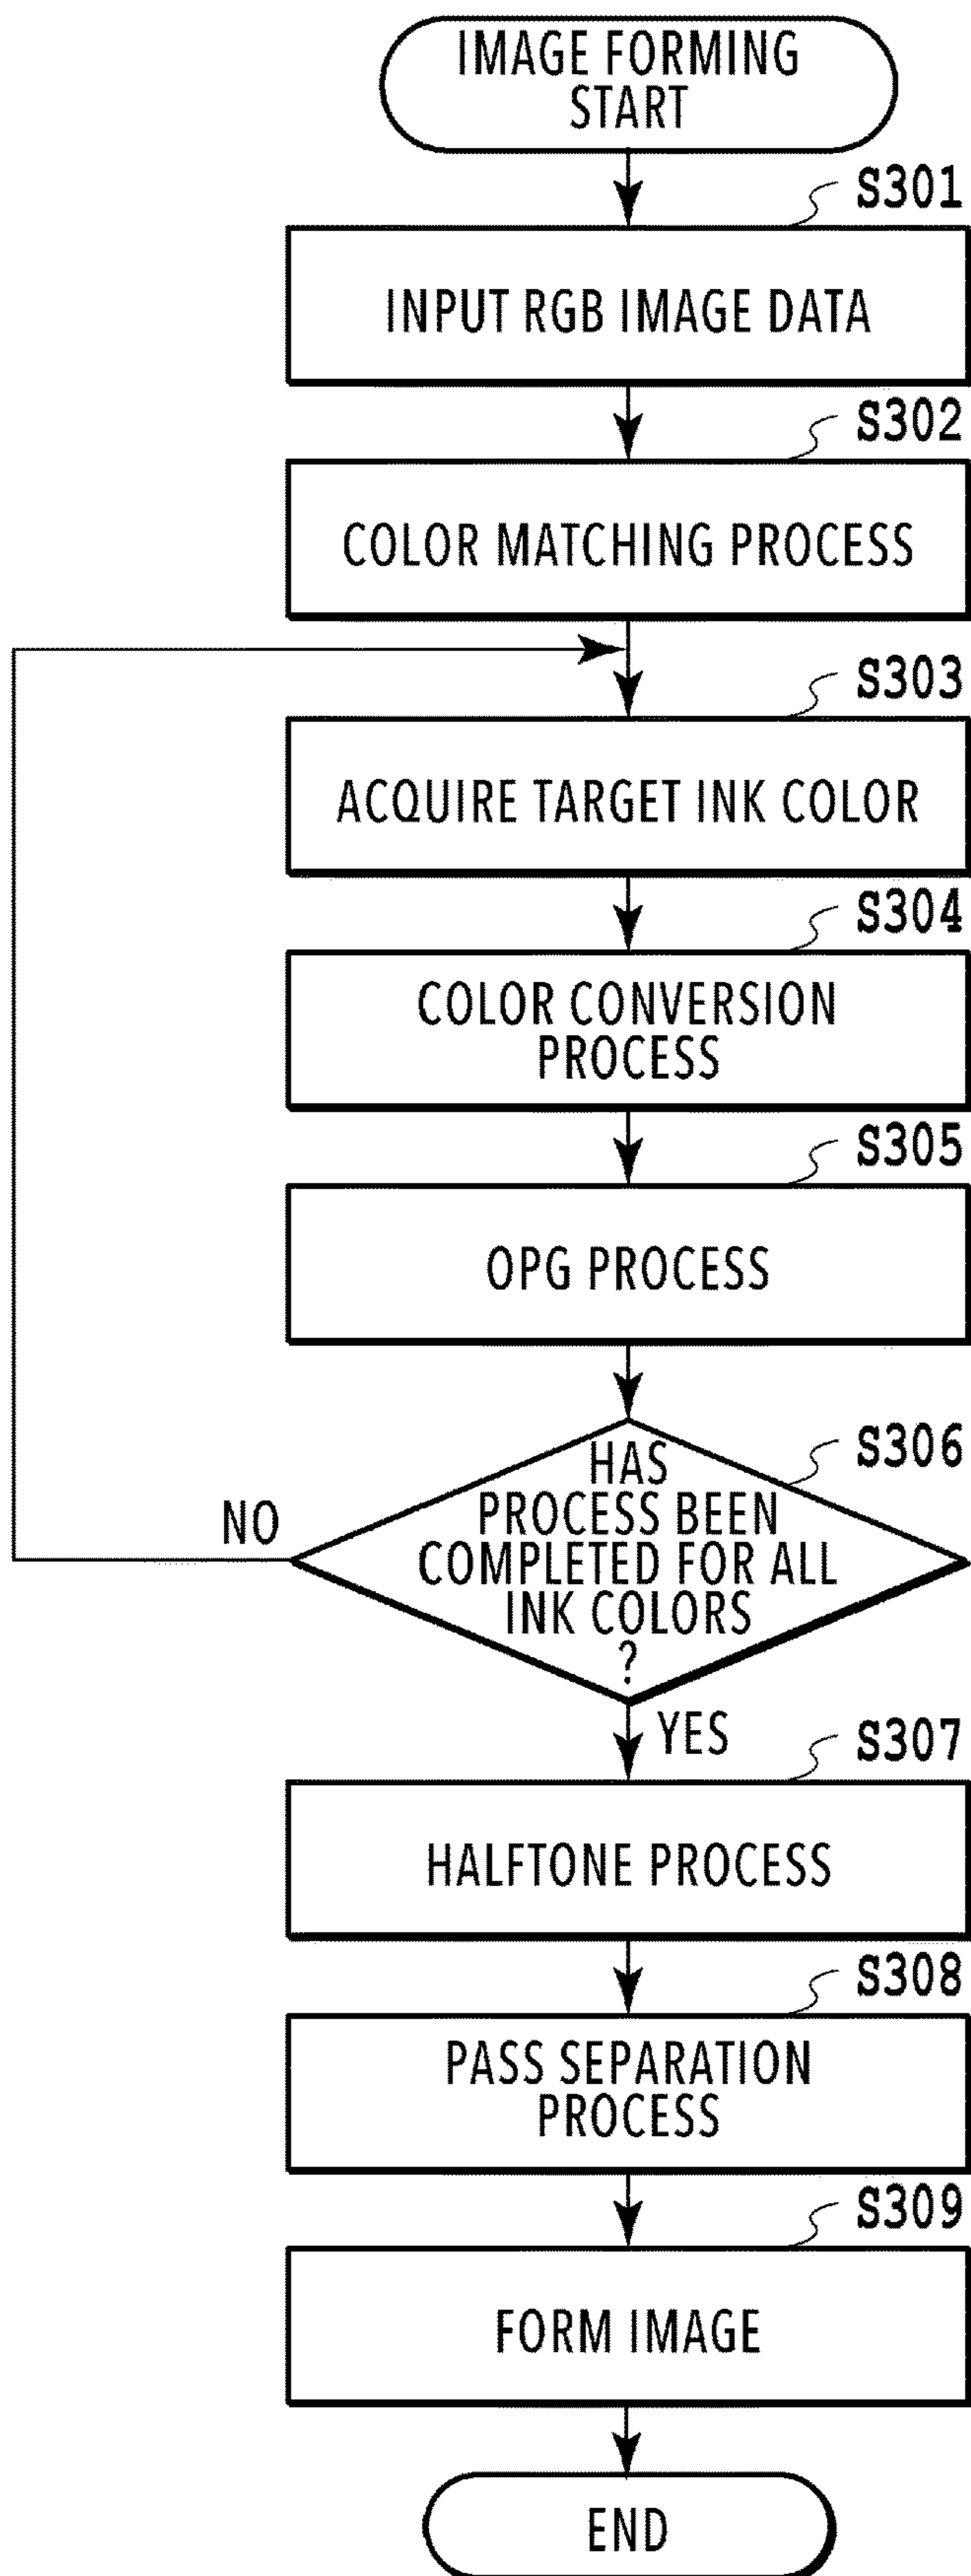 IMAGE FORMING
START
S301
INPUT RGB IMAGE DATA
S302
COLOR MATCHING PROCESS
S303
ACQUIRE TARGET INK COLOR
S304
COLOR CONVERSION
PROCESS
S305
OPG PROCESS
S306
HAS
PROCESS BEEN
COMPLETED FOR ALL
INK COLORS
?
NO
YES
S307
HALFTONE PROCESS
S308
PASS SEPARATION
PROCESS
S309
FORM IMAGE
END